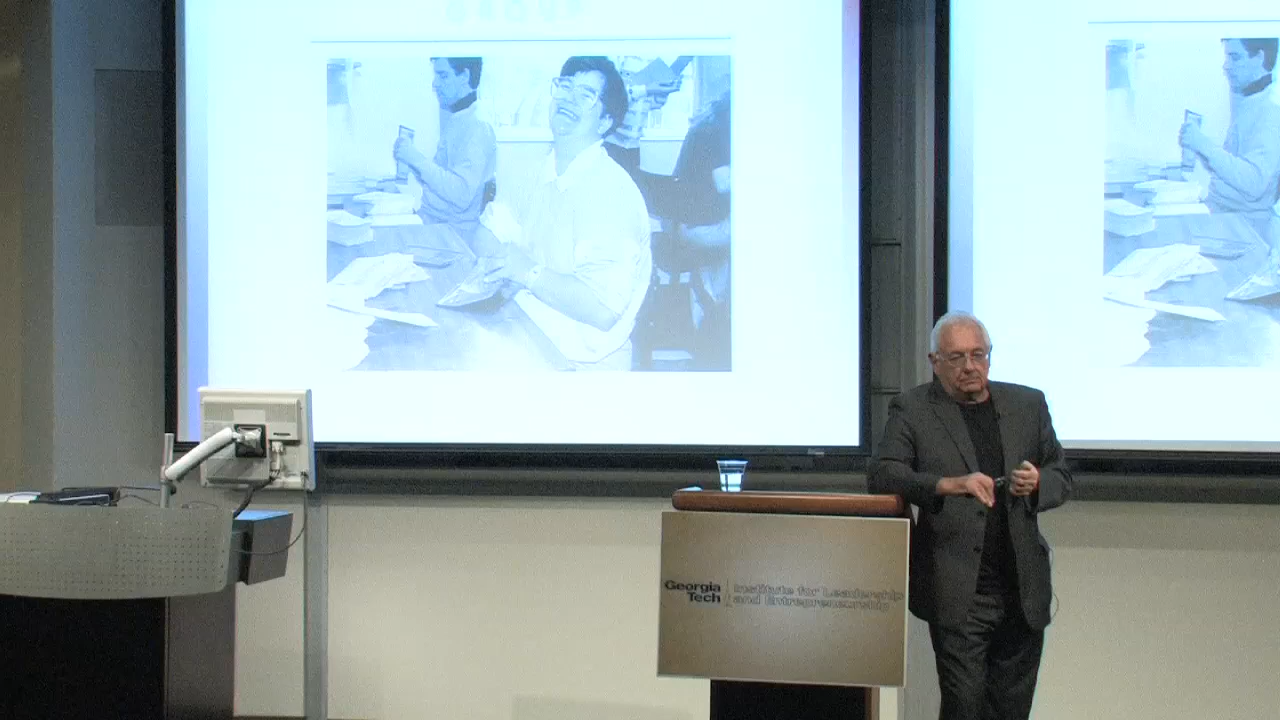 Georgia
Tech
Institute for Leadership
and Entrepreneurship